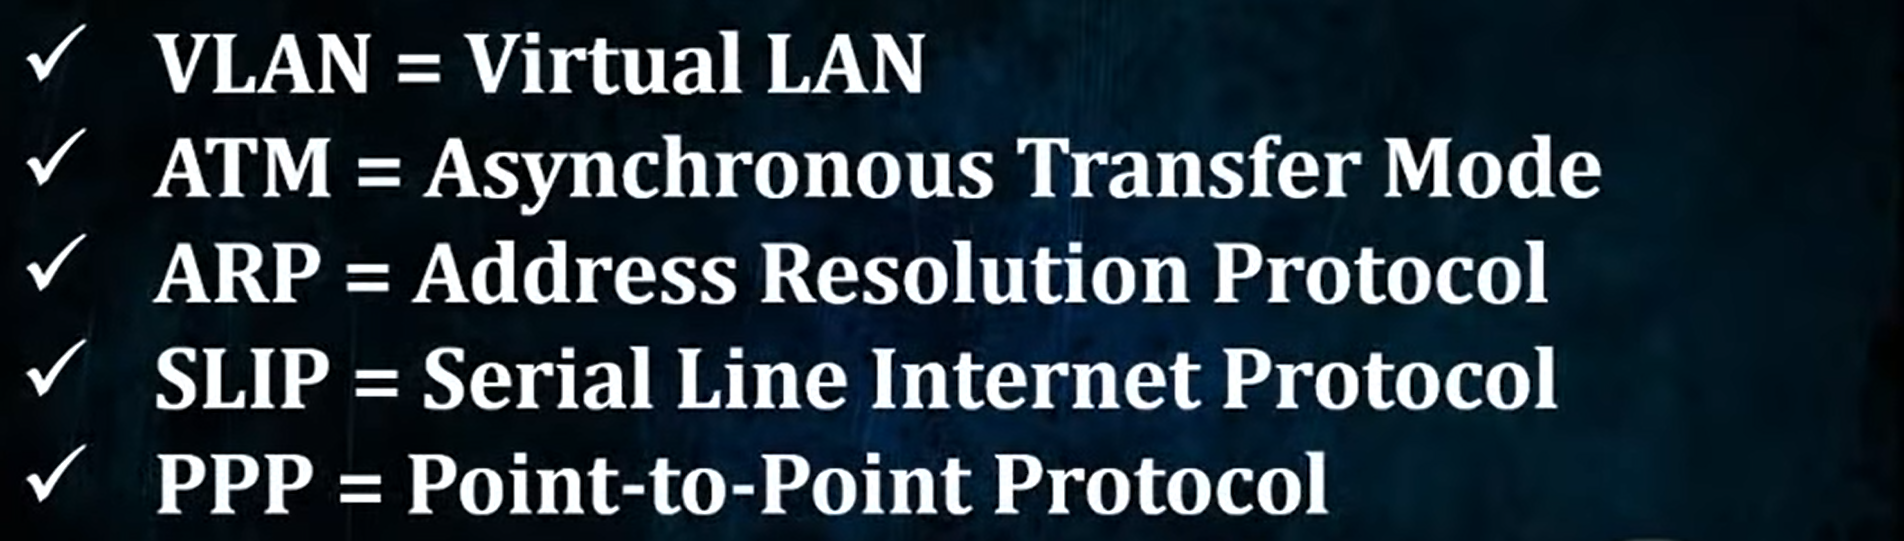 ✓ VLAN = Virtual LAN
✓ ATM = Asynchronous Transfer Mode
✓ ARP = Address Resolution Protocol
✓ SLIP = Serial Line Internet Protocol
✓ PPP = Point-to-Point Protocol